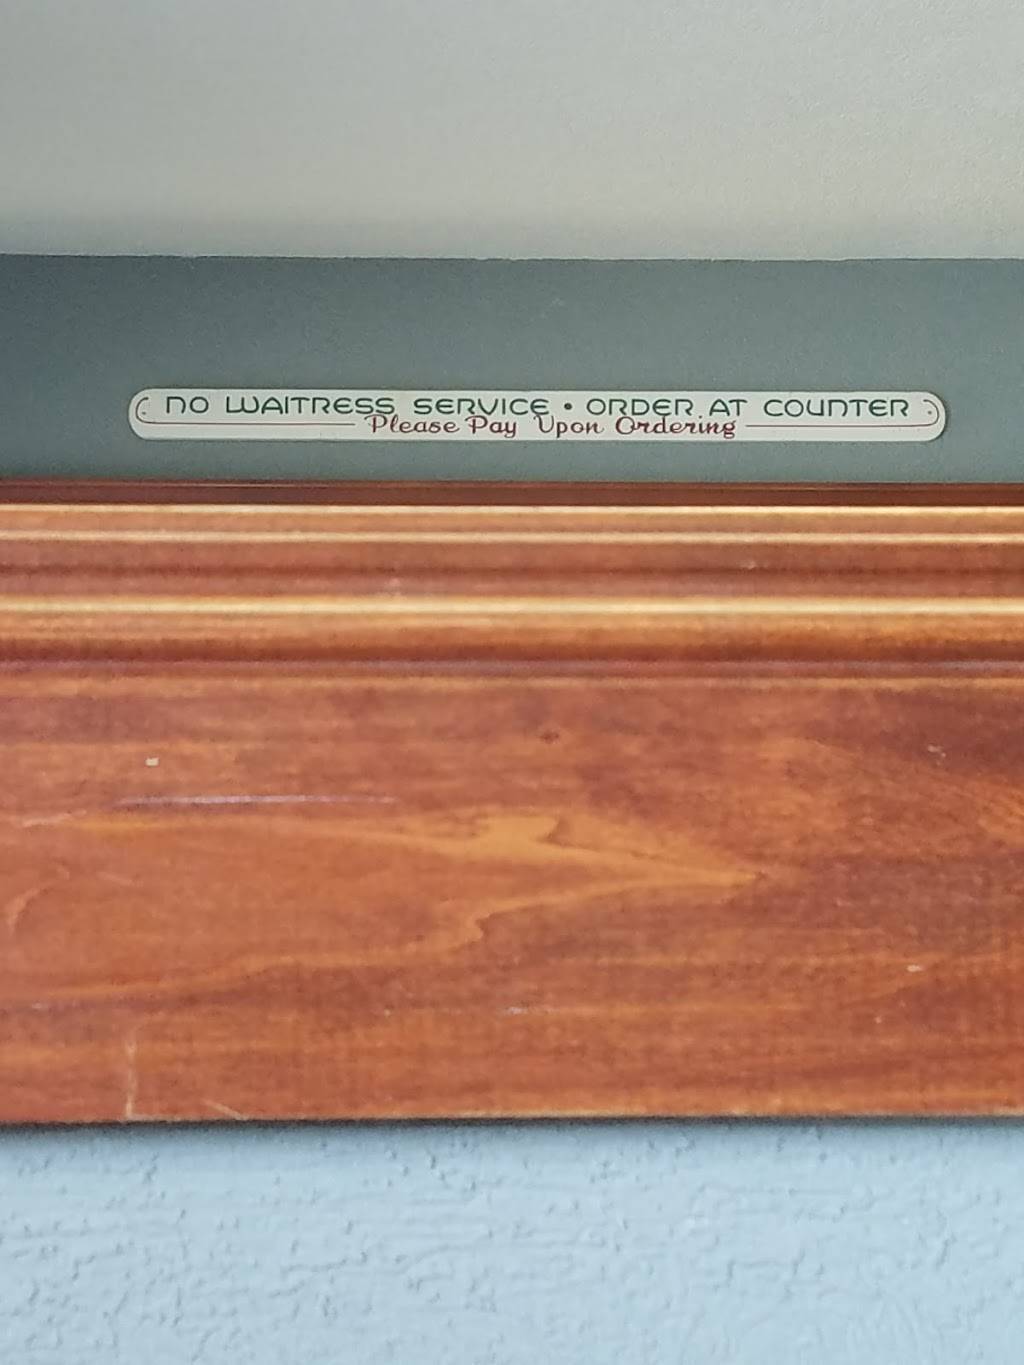 NO WAITRESS SERVICE • ORDER AT COUNTER
Please Pay Upon Ordering